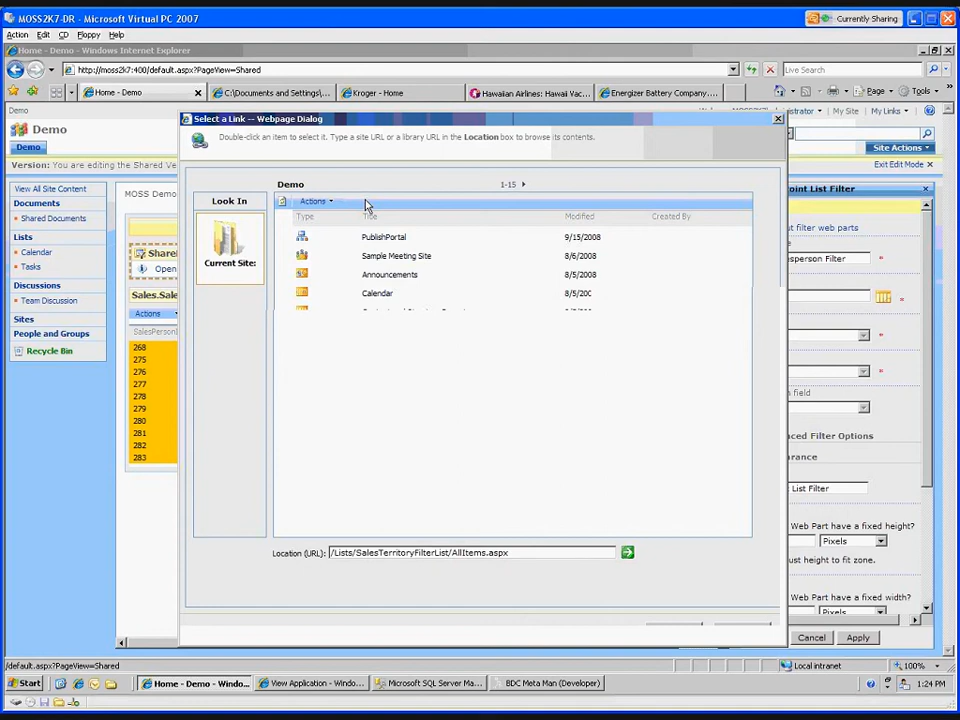 MOSS2K7-DR - Microsoft Virtual PC 2007
Currently Sharing
Action Edit CD Floppy Help
Home - Demo - Windows Internet Explorer
http://moss2k7:400/default.aspx?PageView=Shared
Live Search
Home - Demo
C:\Documents and Settings\...
Kroger - Home
Hawaiian Airlines: Hawaii Vac...
Energizer Battery Company...
Page
Tools
Demo
Select a Link -- Webpage Dialog
My Site
My Links
Double-click an item to select it. Type a site URL or a library URL in the Location box to browse its contents.
Demo
Demo
Site Actions
Version: You are editing the Shared
Exit Edit Mode
View All Site Content
MOSS Demo
Documents
Shared Documents
Lists
Calendar
Tasks
Discussions
Team Discussion
Sites
People and Groups
Recycle Bin
Open
Actions
268
275
276
277
278
279
280
281
282
283
Look In
Current Site:
Demo
1-15
Actions
Type Title Modified Created By
PublishPortal 9/15/2008
Sample Meeting Site 8/6/2008
Announcements 8/5/2008
Calendar
Location (URL): /Lists/SalesTerritoryFilterList/AllItems.aspx
oint List Filter
t filter web parts
esperson Filter
field
ced Filter Options
List Filter
Web Part have a fixed height?
Pixels
ust height to fit zone.
Web Part have a fixed width?
Pixels
Cancel Apply
/default.aspx?PageView=Shared
Local intranet
100%
Start
Home - Demo - Windo...
View Application - Windo...
Microsoft SQL Server Ma...
BDC Meta Man (Developer)
1:24 PM